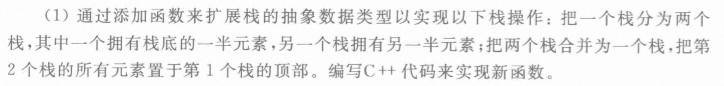 (1) 通过添加函数来扩展栈的抽象数据类型以实现以下栈操作：把一个栈分为两个
栈,其中一个拥有栈底的一半元素,另一个栈拥有另一半元素;把两个栈合并为一个栈,把第
2 个栈的所有元素置于第 1 个栈的顶部。编写C++ 代码来实现新函数。